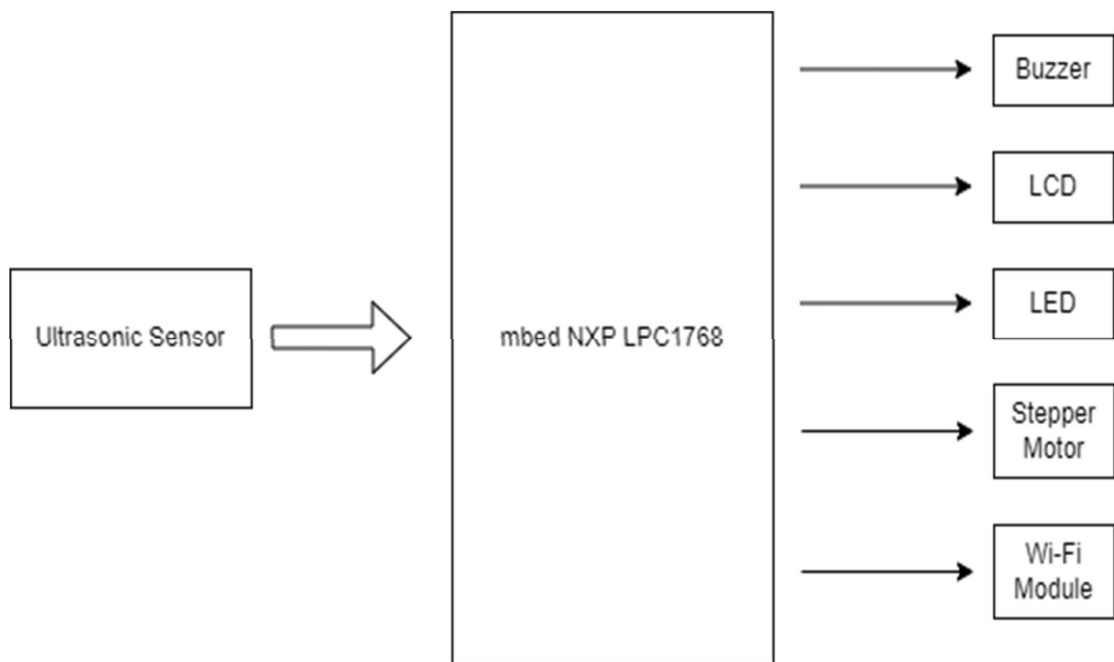 Ultrasonic Sensor
mbed NXP LPC1768
Buzzer
LCD
LED
Stepper
Motor
Wi-Fi
Module